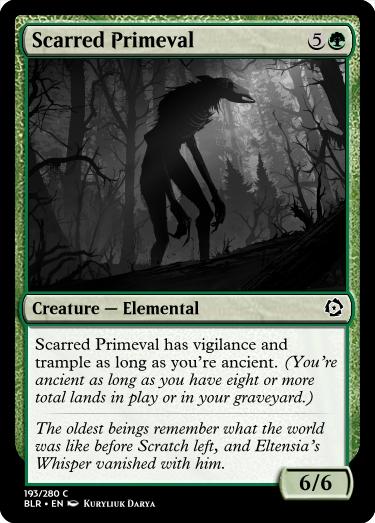 Scarred Primeval 5
Creature — Elemental
Scarred Primeval has vigilance and
trample as long as you're ancient. (You're
ancient as long as you have eight or more
total lands in play or in your graveyard.)
The oldest beings remember what the world
was like before Scratch left, and Eltensia's
Whisper vanished with him.
6/6
193/280 C
BLR • EN Kuryliuk Darya